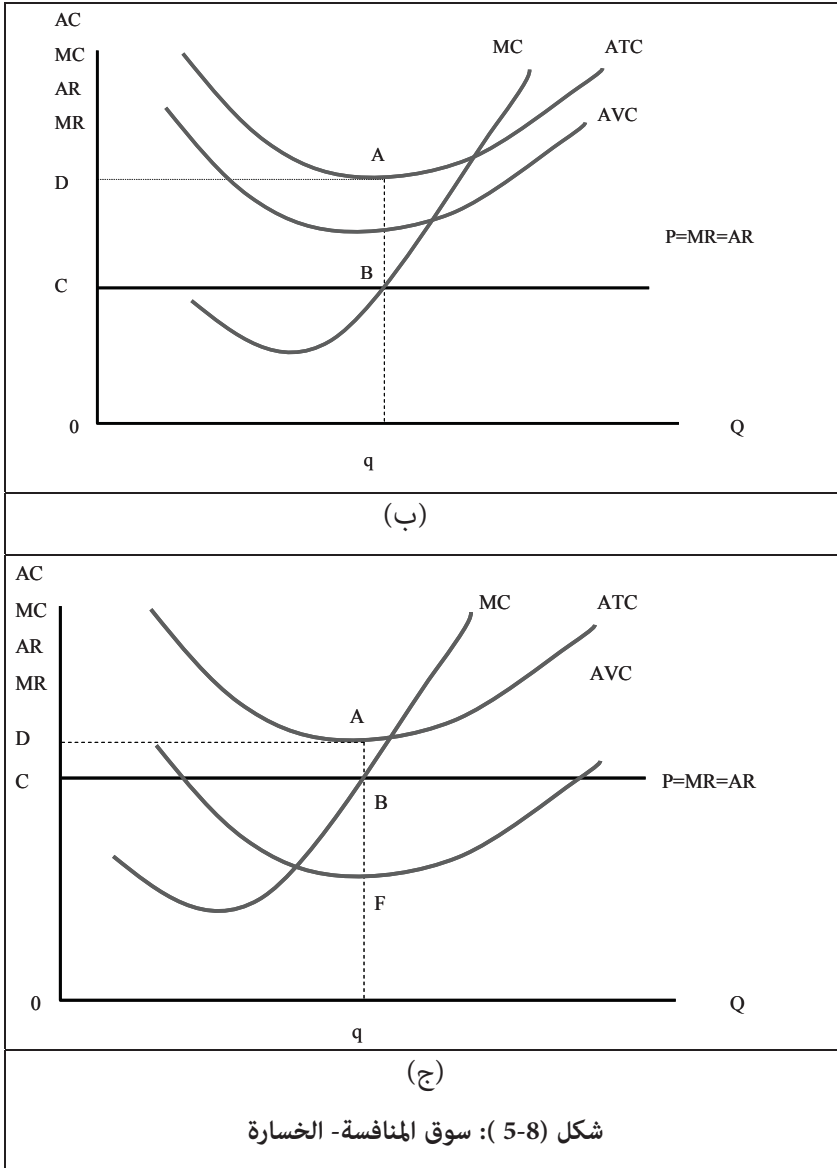 AC
MC
AR
MR
MC
ATC
AVC
A
D
P=MR=AR
B
C
0
Q
q
(ب)
AC
MC
AR
MR
MC
ATC
AVC
A
D
C
P=MR=AR
B
F
0
Q
q
(ج)
شكل (8-5 ): سوق المنافسة- الخسارة